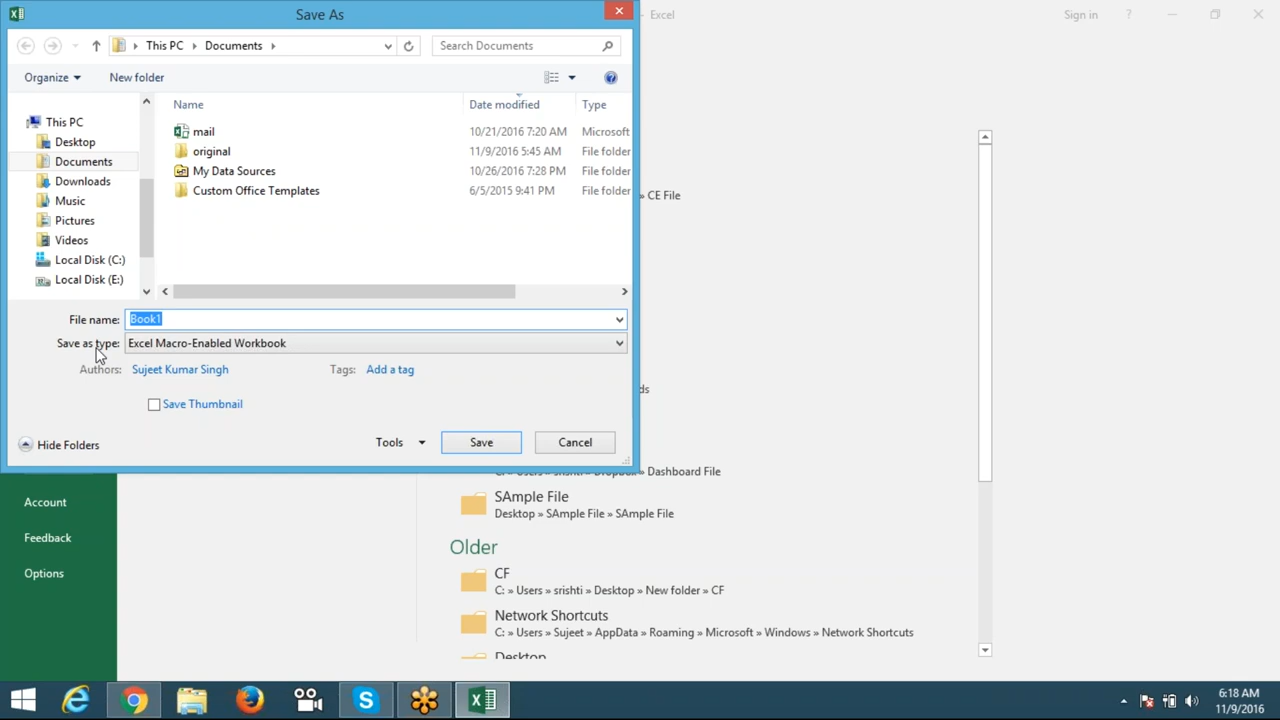 Save As
Excel
Sign in
?
This PC
Documents
Search Documents
Organize
New folder
Name
Date modified
Type
This PC
Desktop
Documents
Downloads
Music
Pictures
Videos
Local Disk (C:)
Local Disk (E:)
mail
10/21/2016 7:20 AM
Microsoft
original
11/9/2016 5:45 AM
File folder
My Data Sources
10/26/2016 7:28 PM
File folder
Custom Office Templates
6/5/2015 9:41 PM
File folder
» CE File
File name:
Book1
Save as type:
Excel Macro-Enabled Workbook
Authors:
Sujeet Kumar Singh
Tags:
Add a tag
ds
Save Thumbnail
Hide Folders
Tools
Save
Cancel
C: » Users » srishti » Dropbox » Dashboard File
SAmple File
Desktop » SAmple File » SAmple File
Older
CF
C: » Users » srishti » Desktop » New folder » CF
Network Shortcuts
C: » Users » Sujeet » AppData » Roaming » Microsoft » Windows » Network Shortcuts
Desktop
Account
Feedback
Options
6:18 AM
11/9/2016